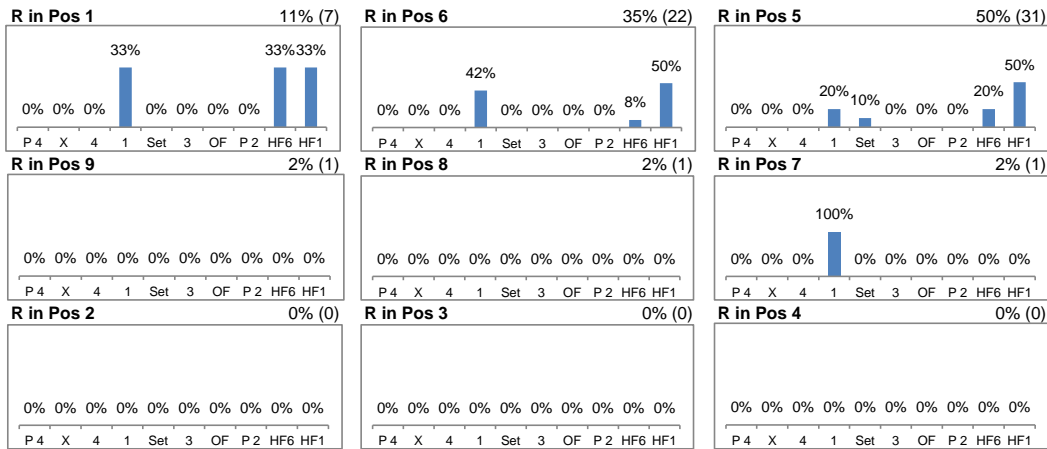 R in Pos 1 11% (7)
33% 33% 33%
0% 0% 0% 0% 0% 0% 0%
P 4 X 4 1 Set 3 OF P 2 HF6 HF1
R in Pos 6 35% (22)
50%
42%
8%
0% 0% 0% 0% 0% 0% 0%
P 4 X 4 1 Set 3 OF P 2 HF6 HF1
R in Pos 5 50% (31)
50%
20% 20%
10%
0% 0% 0% 0% 0% 0%
P 4 X 4 1 Set 3 OF P 2 HF6 HF1
R in Pos 9 2% (1)
0% 0% 0% 0% 0% 0% 0% 0% 0% 0%
P 4 X 4 1 Set 3 OF P 2 HF6 HF1
R in Pos 8 2% (1)
0% 0% 0% 0% 0% 0% 0% 0% 0% 0%
P 4 X 4 1 Set 3 OF P 2 HF6 HF1
R in Pos 7 2% (1)
100%
0% 0% 0% 0% 0% 0% 0% 0% 0%
P 4 X 4 1 Set 3 OF P 2 HF6 HF1
R in Pos 2 0% (0)
0% 0% 0% 0% 0% 0% 0% 0% 0% 0%
P 4 X 4 1 Set 3 OF P 2 HF6 HF1
R in Pos 3 0% (0)
0% 0% 0% 0% 0% 0% 0% 0% 0% 0%
P 4 X 4 1 Set 3 OF P 2 HF6 HF1
R in Pos 4 0% (0)
0% 0% 0% 0% 0% 0% 0% 0% 0% 0%
P 4 X 4 1 Set 3 OF P 2 HF6 HF1